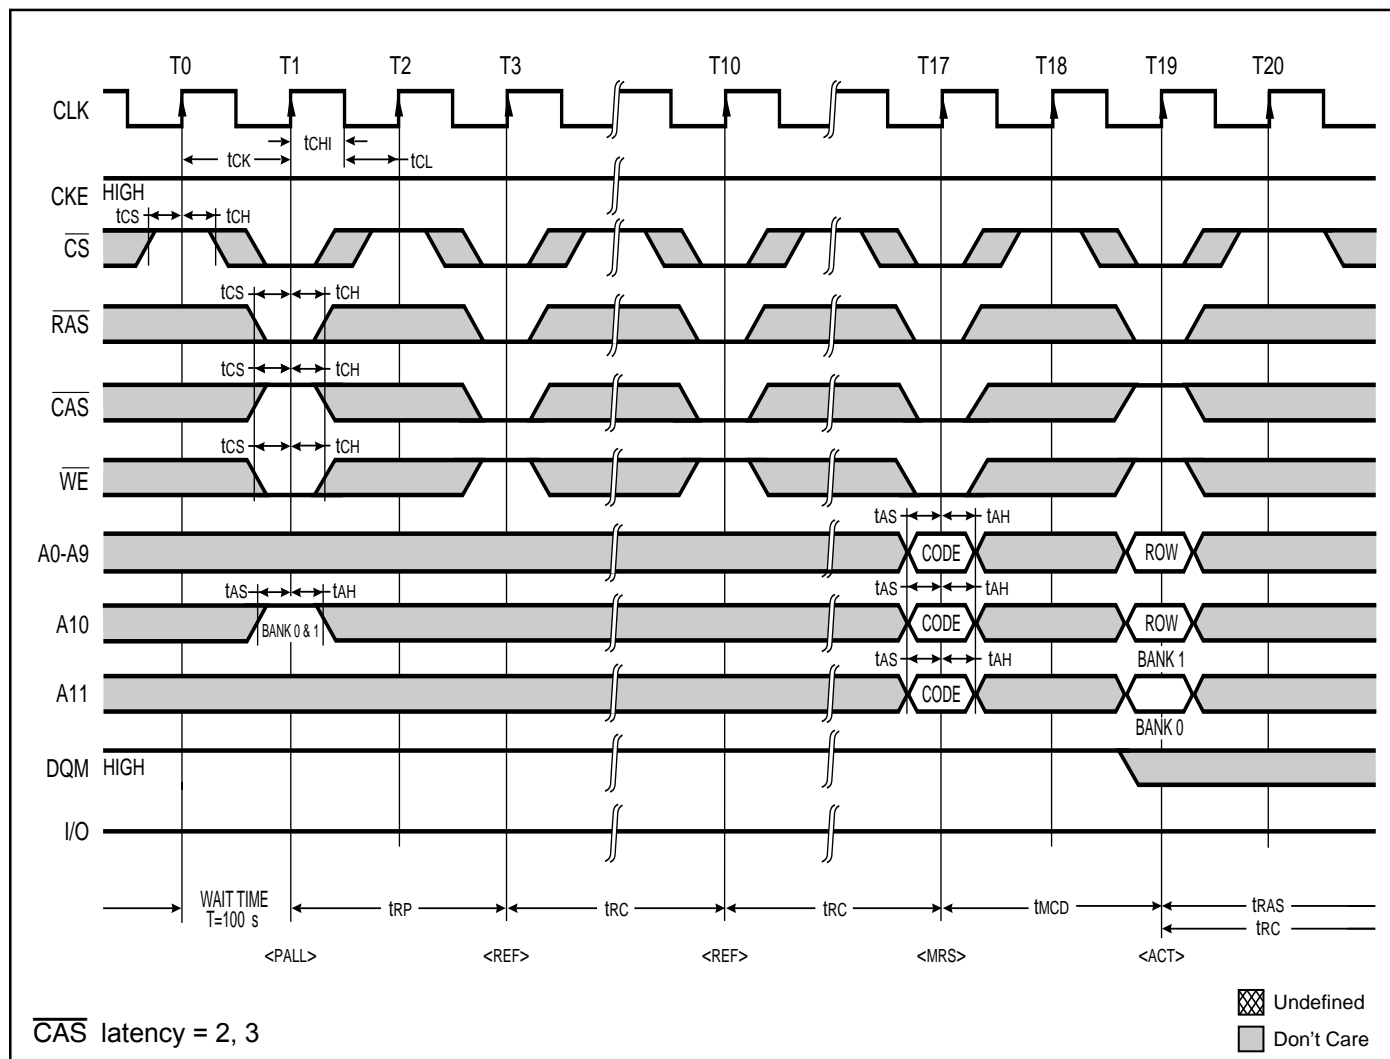 T0 T1 T2 T3 T10 T17 T18 T19 T20
CLK
tCHI
tCK tCL
CKE HIGH
tCS tCH
CS
tCS tCH
RAS
tCS tCH
CAS
tCS tCH
WE
tAS tAH
A0-A9 CODE ROW
tAS tAH tAS tAH
A10 BANK 0 & 1 CODE ROW
tAS tAH BANK 1
A11 CODE
BANK 0
DQM HIGH
I/O
WAIT TIME
T=100 s
tRP tRC tRC tMCD tRAS
tRC
<PALL> <REF> <REF> <MRS> <ACT>
Undefined
CAS latency = 2, 3
Don't Care